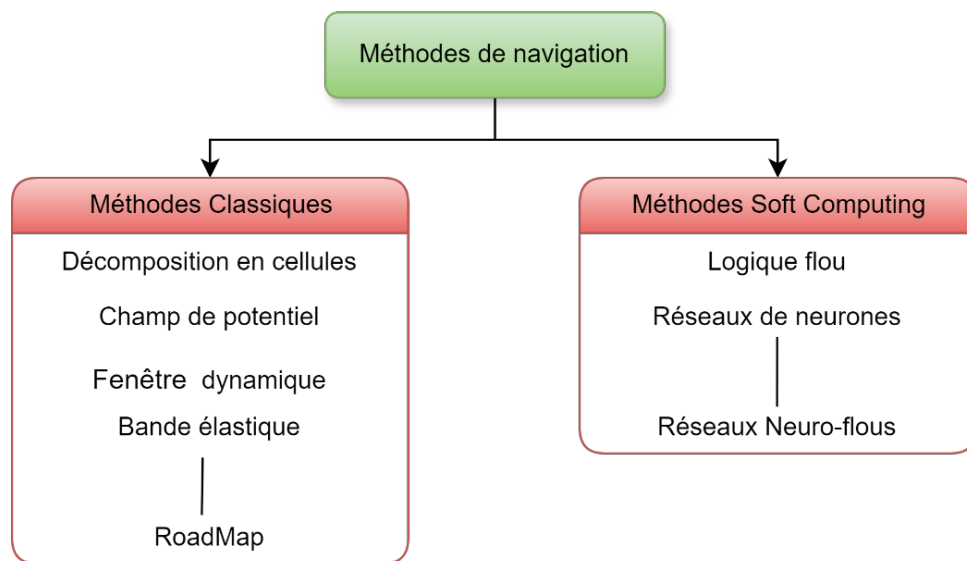 Méthodes de navigation
Méthodes Classiques
Décomposition en cellules
Champ de potentiel
Fenêtre dynamique
Bande élastique
RoadMap
Méthodes Soft Computing
Logique flou
Réseaux de neurones
Réseaux Neuro-flous